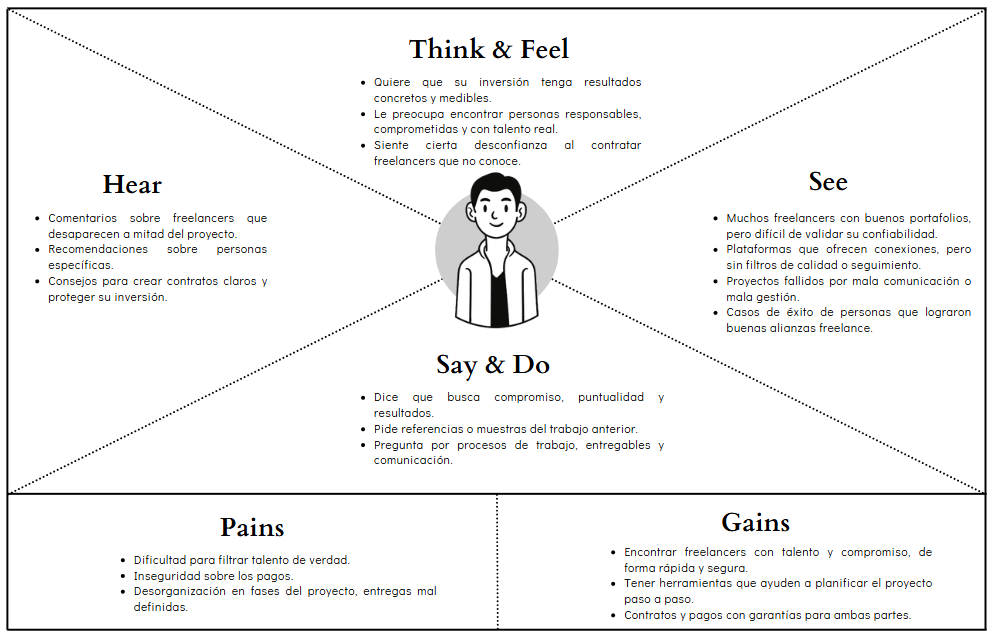 Think & Feel
• Quiere que su inversión tenga resultados
concretos y medibles.
• Le preocupa encontrar personas responsables,
comprometidas y con talento real.
• Siente cierta desconfianza al contratar
freelancers que no conoce.
Hear
• Comentarios sobre freelancers que
desaparecen a mitad del proyecto.
• Recomendaciones sobre personas
específicas.
• Consejos para crear contratos claros y
proteger su inversión.
See
• Muchos freelancers con buenos portafolios,
pero difícil de validar su confiabilidad.
• Plataformas que ofrecen conexiones, pero
sin filtros de calidad o seguimiento.
• Proyectos fallidos por mala comunicación o
mala gestión.
• Casos de éxito de personas que lograron
buenas alianzas freelance.
Say & Do
• Dice que busca compromiso, puntualidad y
resultados.
• Pide referencias o muestras del trabajo anterior.
• Pregunta por procesos de trabajo, entregables y
comunicación.
Pains
• Dificultad para filtrar talento de verdad.
• Inseguridad sobre los pagos.
• Desorganización en fases del proyecto, entregas mal
definidas.
Gains
• Encontrar freelancers con talento y compromiso, de
forma rápida y segura.
• Tener herramientas que ayuden a planificar el proyecto
paso a paso.
• Contratos y pagos con garantías para ambas partes.